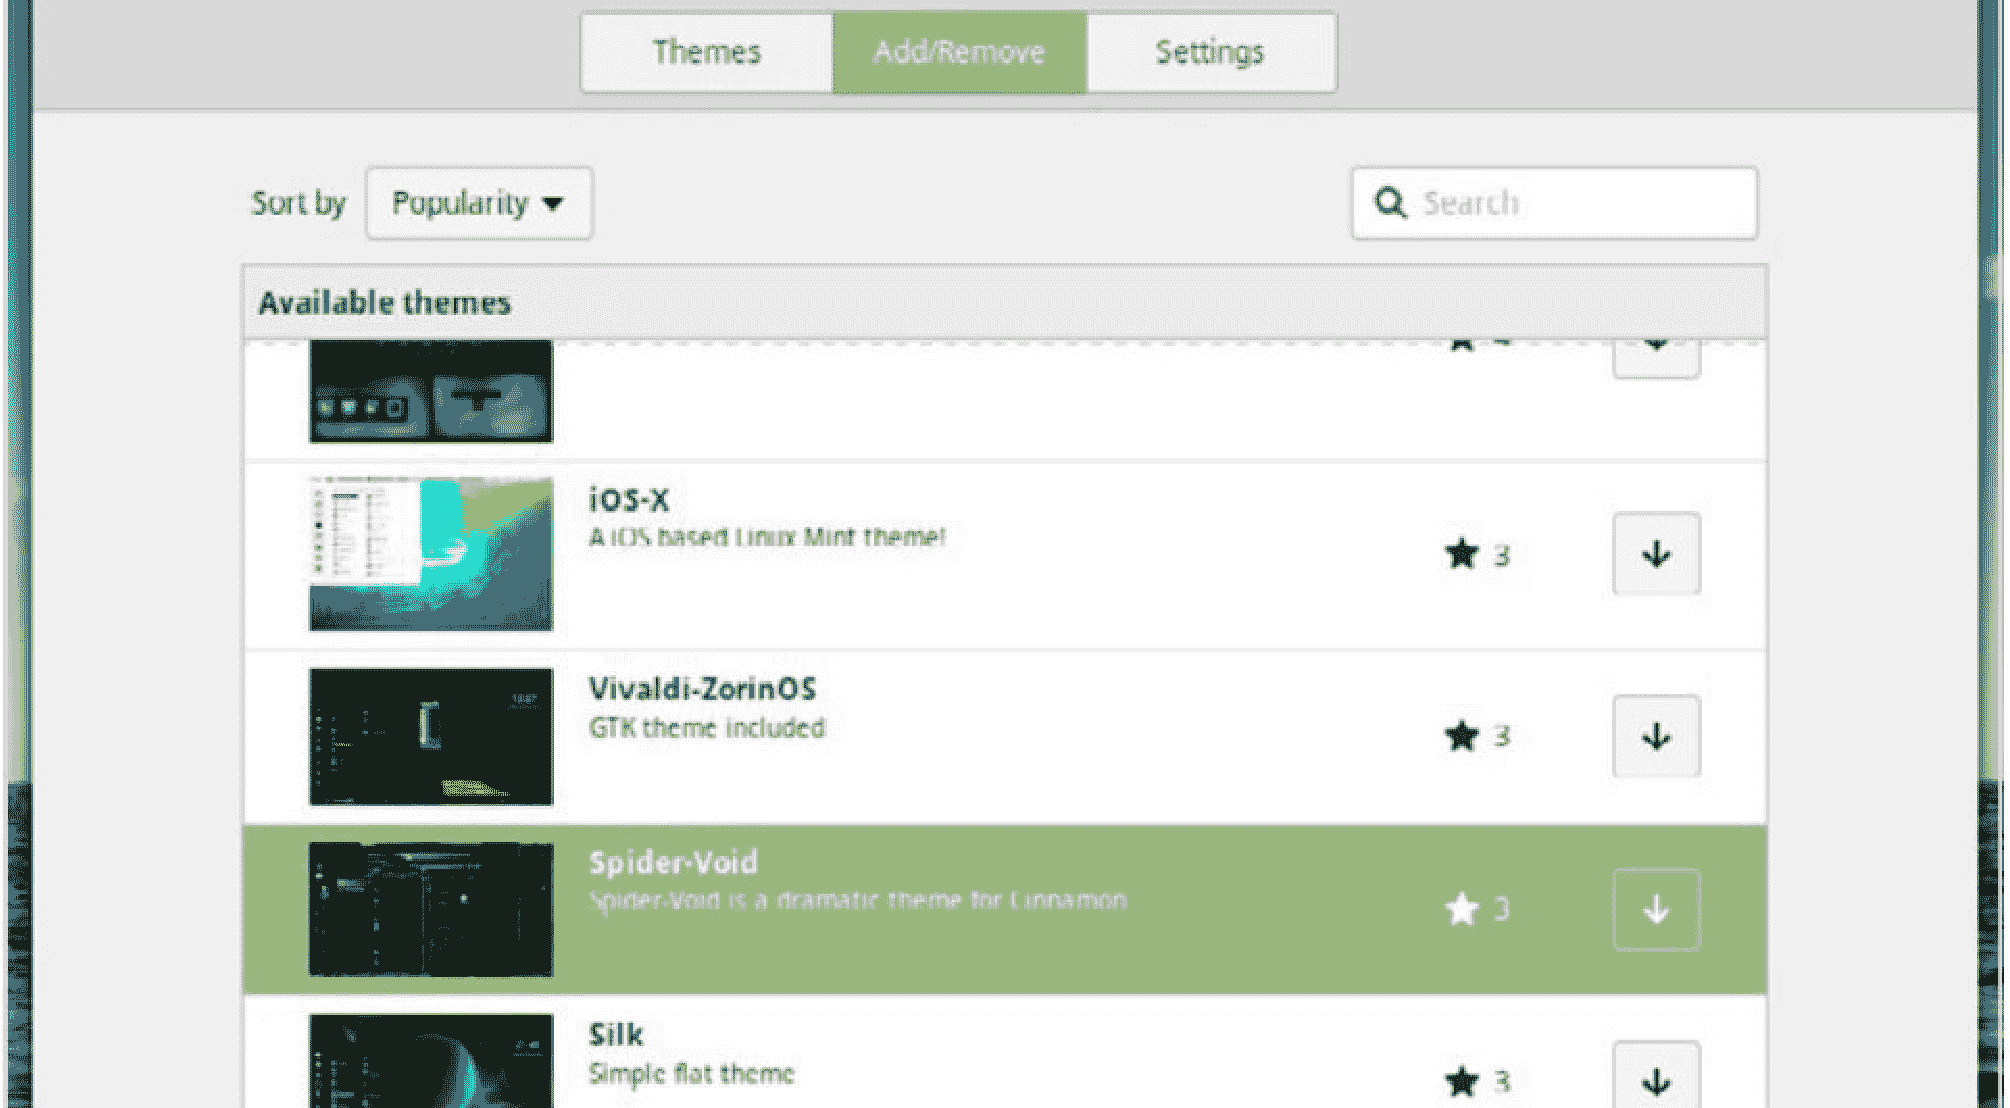 Themes
Add/Remove
Settings
Sort by
Popularity
Search
Available themes
iOS-X
A iOS based Linux Mint theme!
3
Vivaldi-ZorinOS
GTK theme included
3
Spider-Void
Spider-Void is a dramatic theme for Cinnamon
3
Silk
Simple flat theme
3